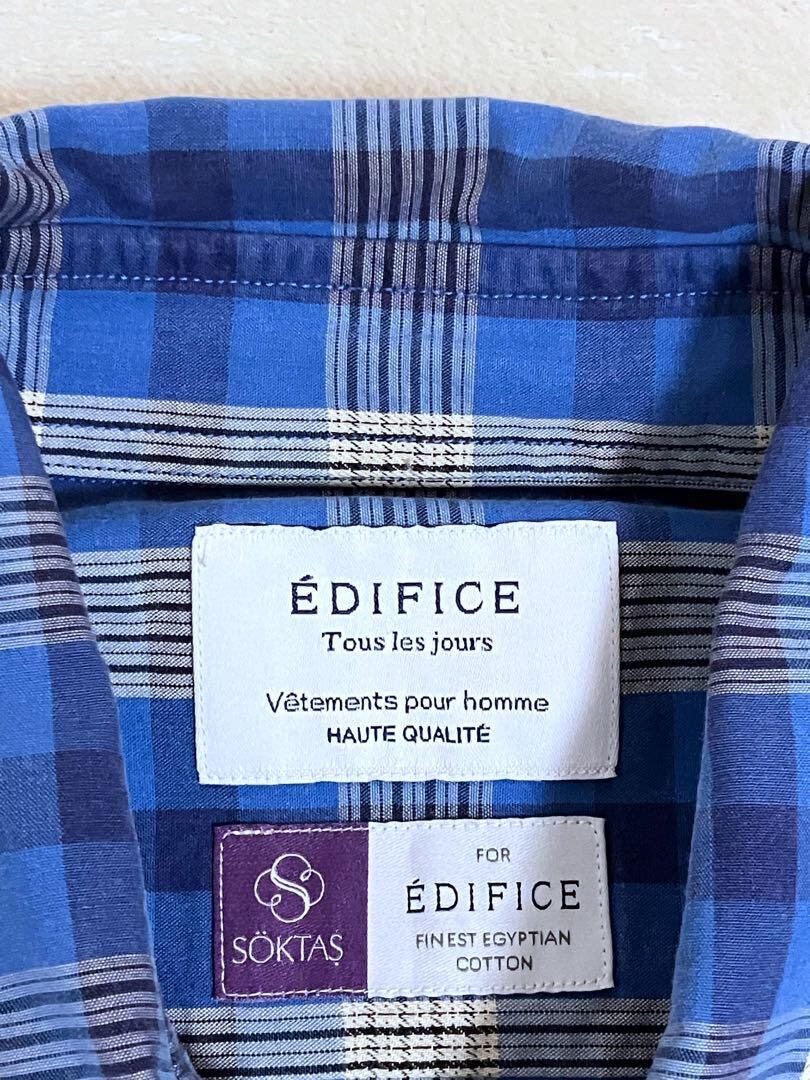 ÉDIFICE
Tous les jours
Vêtements pour homme
HAUTE QUALITÉ
S
SÖKTAŞ
FOR
ÉDIFICE
FINEST EGYPTIAN
COTTON